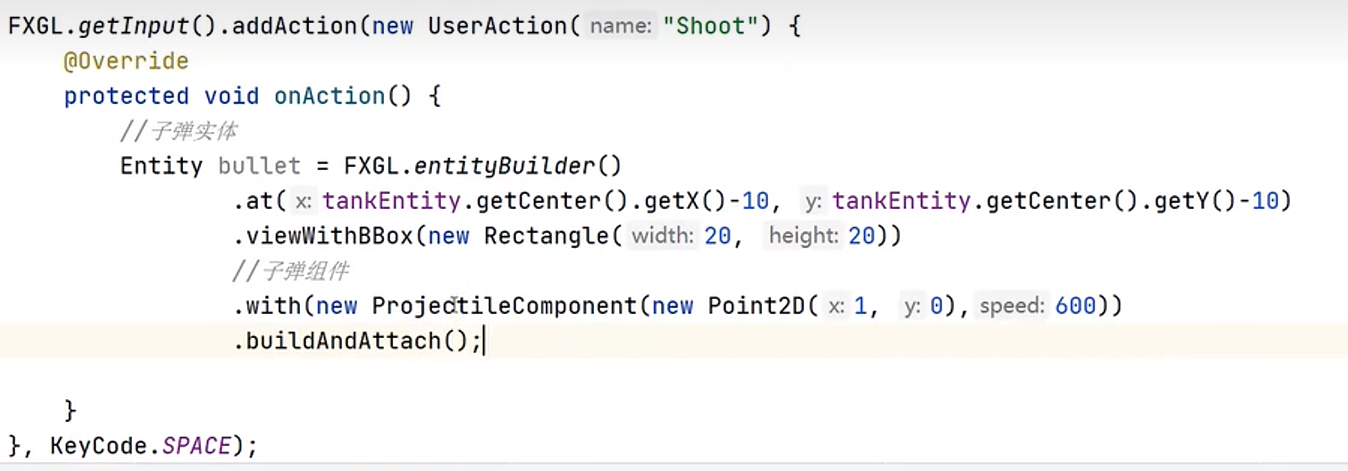 FXGL.getInput().addAction(new UserAction( name: "Shoot") {
@Override
protected void onAction() {
//子弹实体
Entity bullet = FXGL.entityBuilder()
.at( x: tankEntity.getCenter().getX()-10, y: tankEntity.getCenter().getY()-10)
.viewWithBBox(new Rectangle( width: 20, height: 20))
//子弹组件
.with(new ProjectileComponent(new Point2D( x: 1, y: 0), speed: 600))
.buildAndAttach();
}
}, KeyCode.SPACE);